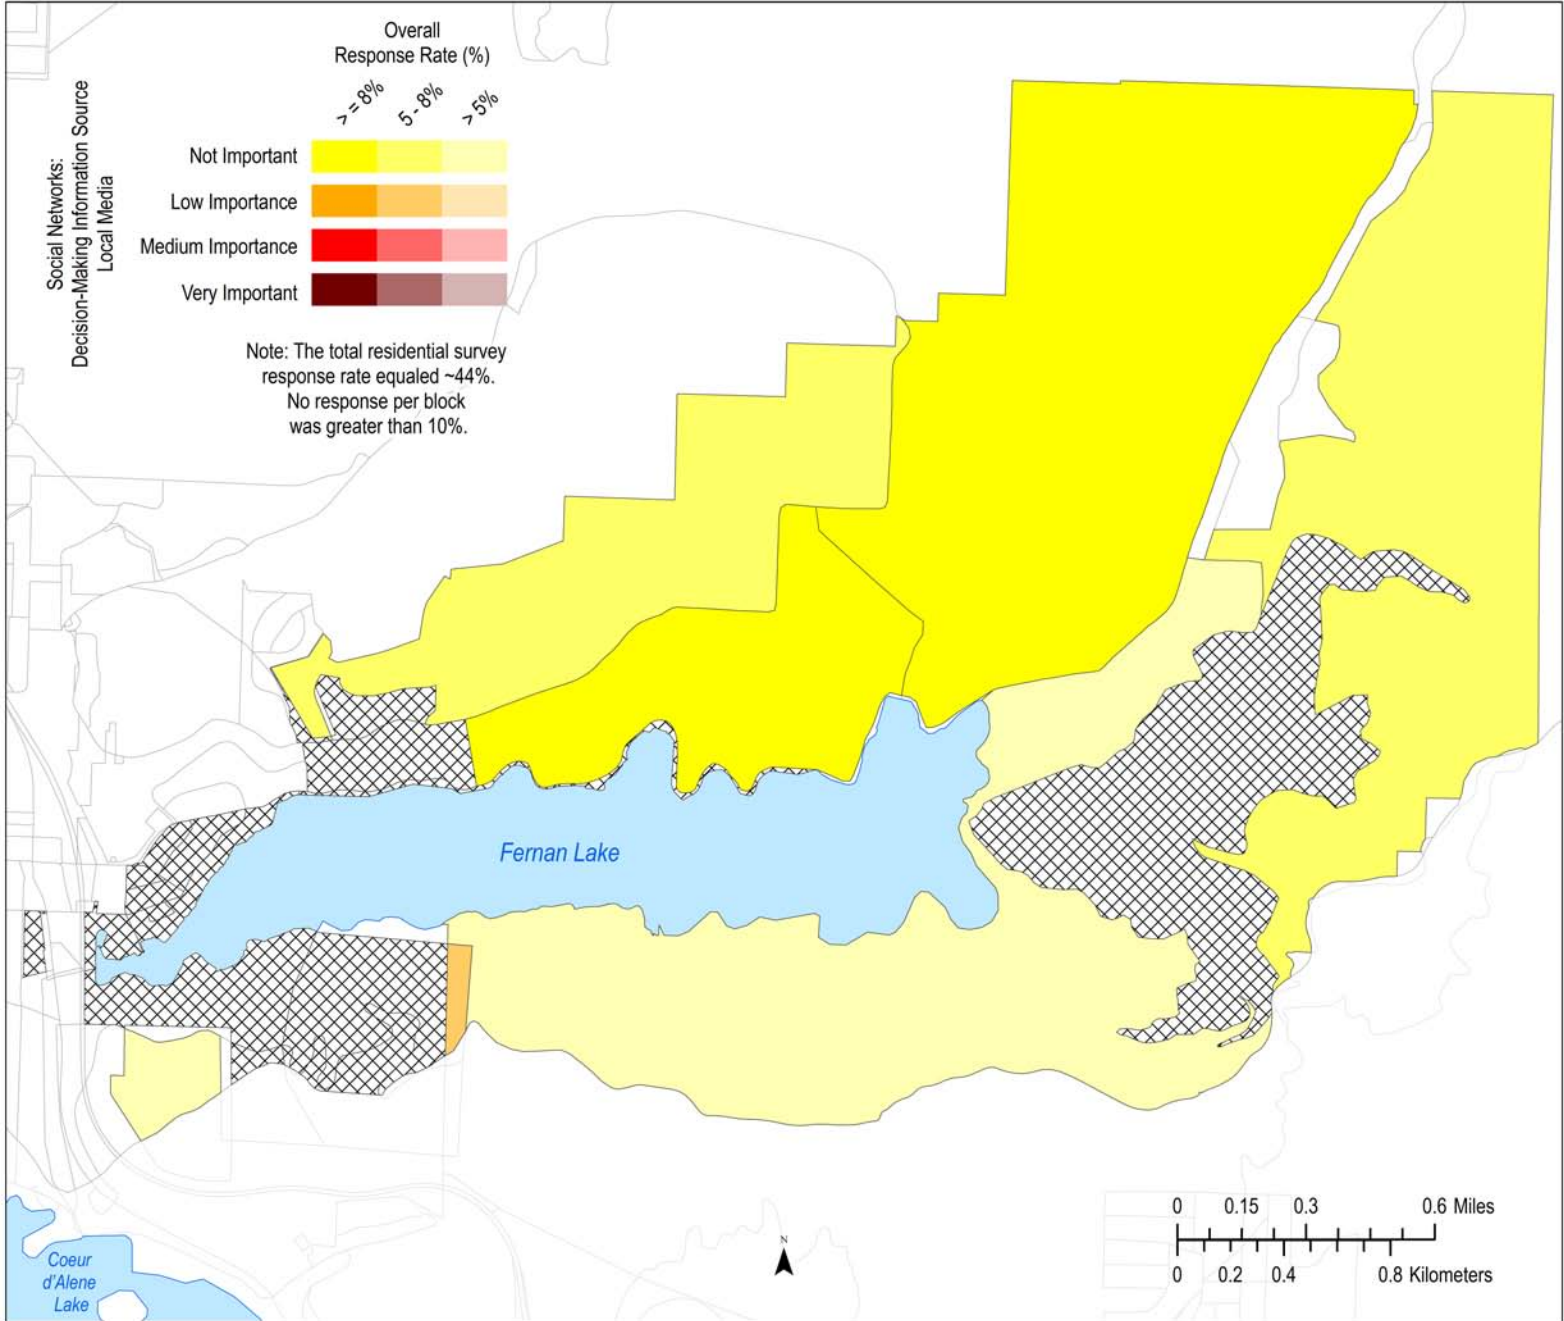 Overall
Response Rate (%)
> = 8%
5 - 8%
> 5%
Social Networks:
Decision-Making Information Source
Local Media
Not Important
Low Importance
Medium Importance
Very Important
Note: The total residential survey
response rate equaled ~44%.
No response per block
was greater than 10%.
Fernan Lake
Coeur
d'Alene
Lake
N
0 0.15 0.3 0.6 Miles
0 0.2 0.4 0.8 Kilometers